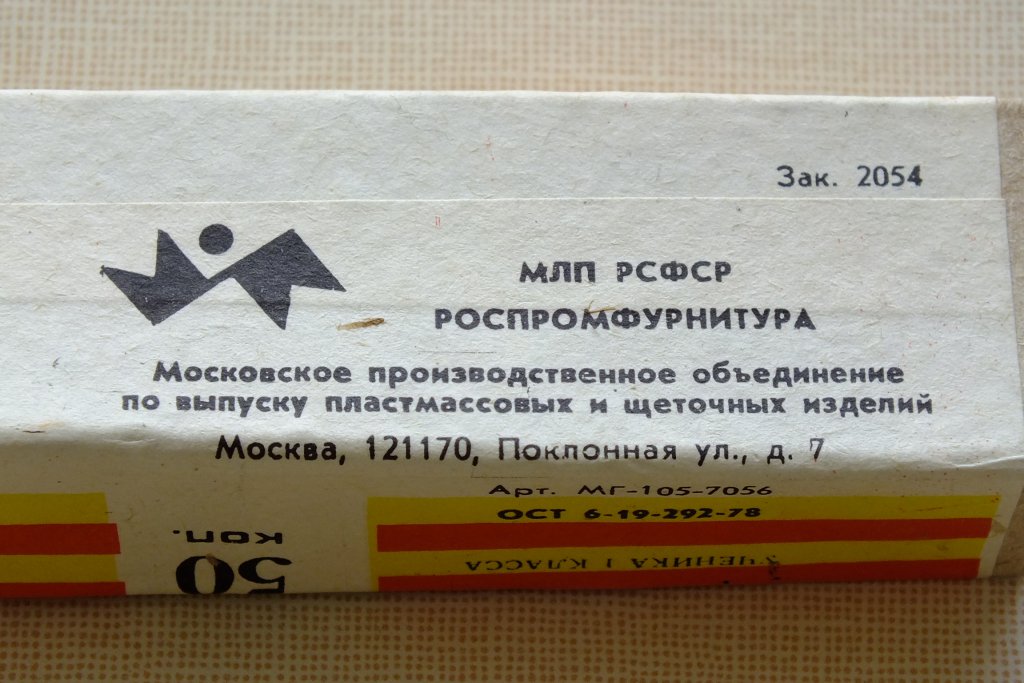 Зак. 2054
МЛП РСФСР
РОСПРОМФУРНИТУРА
Московское производственное объединение
по выпуску пластмассовых и щеточных изделий
Москва, 121170, Поклонная ул., д. 7
Арт. МГ-105-7056
ОСТ 6-19-292-78
УЧЕНИКА 1 КЛАССА
50
коп.